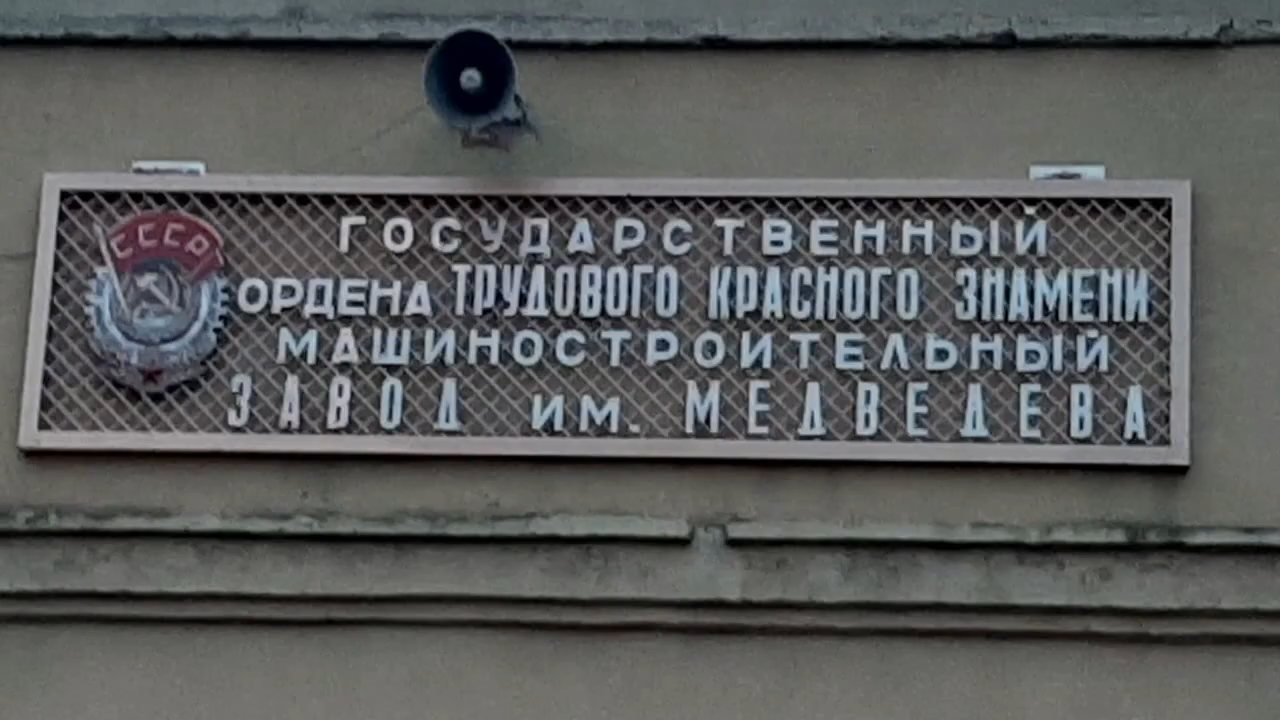 СССР
ГОСУДАРСТВЕННЫЙ
ОРДЕНА ТРУДОВОГО КРАСНОГО ЗНАМЕНИ
МАШИНОСТРОИТЕЛЬНЫЙ
ЗАВОД им. МЕДВЕДЕВА